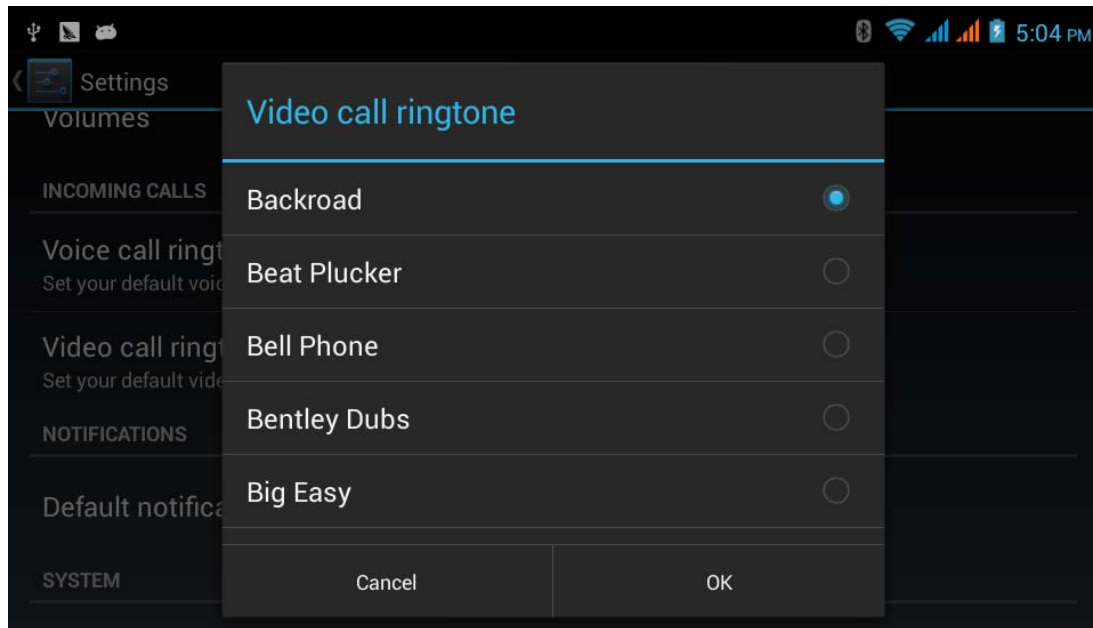 5:04 PM
Settings
Volumes
Video call ringtone
INCOMING CALLS
Backroad
Voice call ringt
Set your default voic
Beat Plucker
Video call ringt
Set your default vide
Bell Phone
NOTIFICATIONS
Bentley Dubs
Default notifica
Big Easy
SYSTEM
Cancel
OK